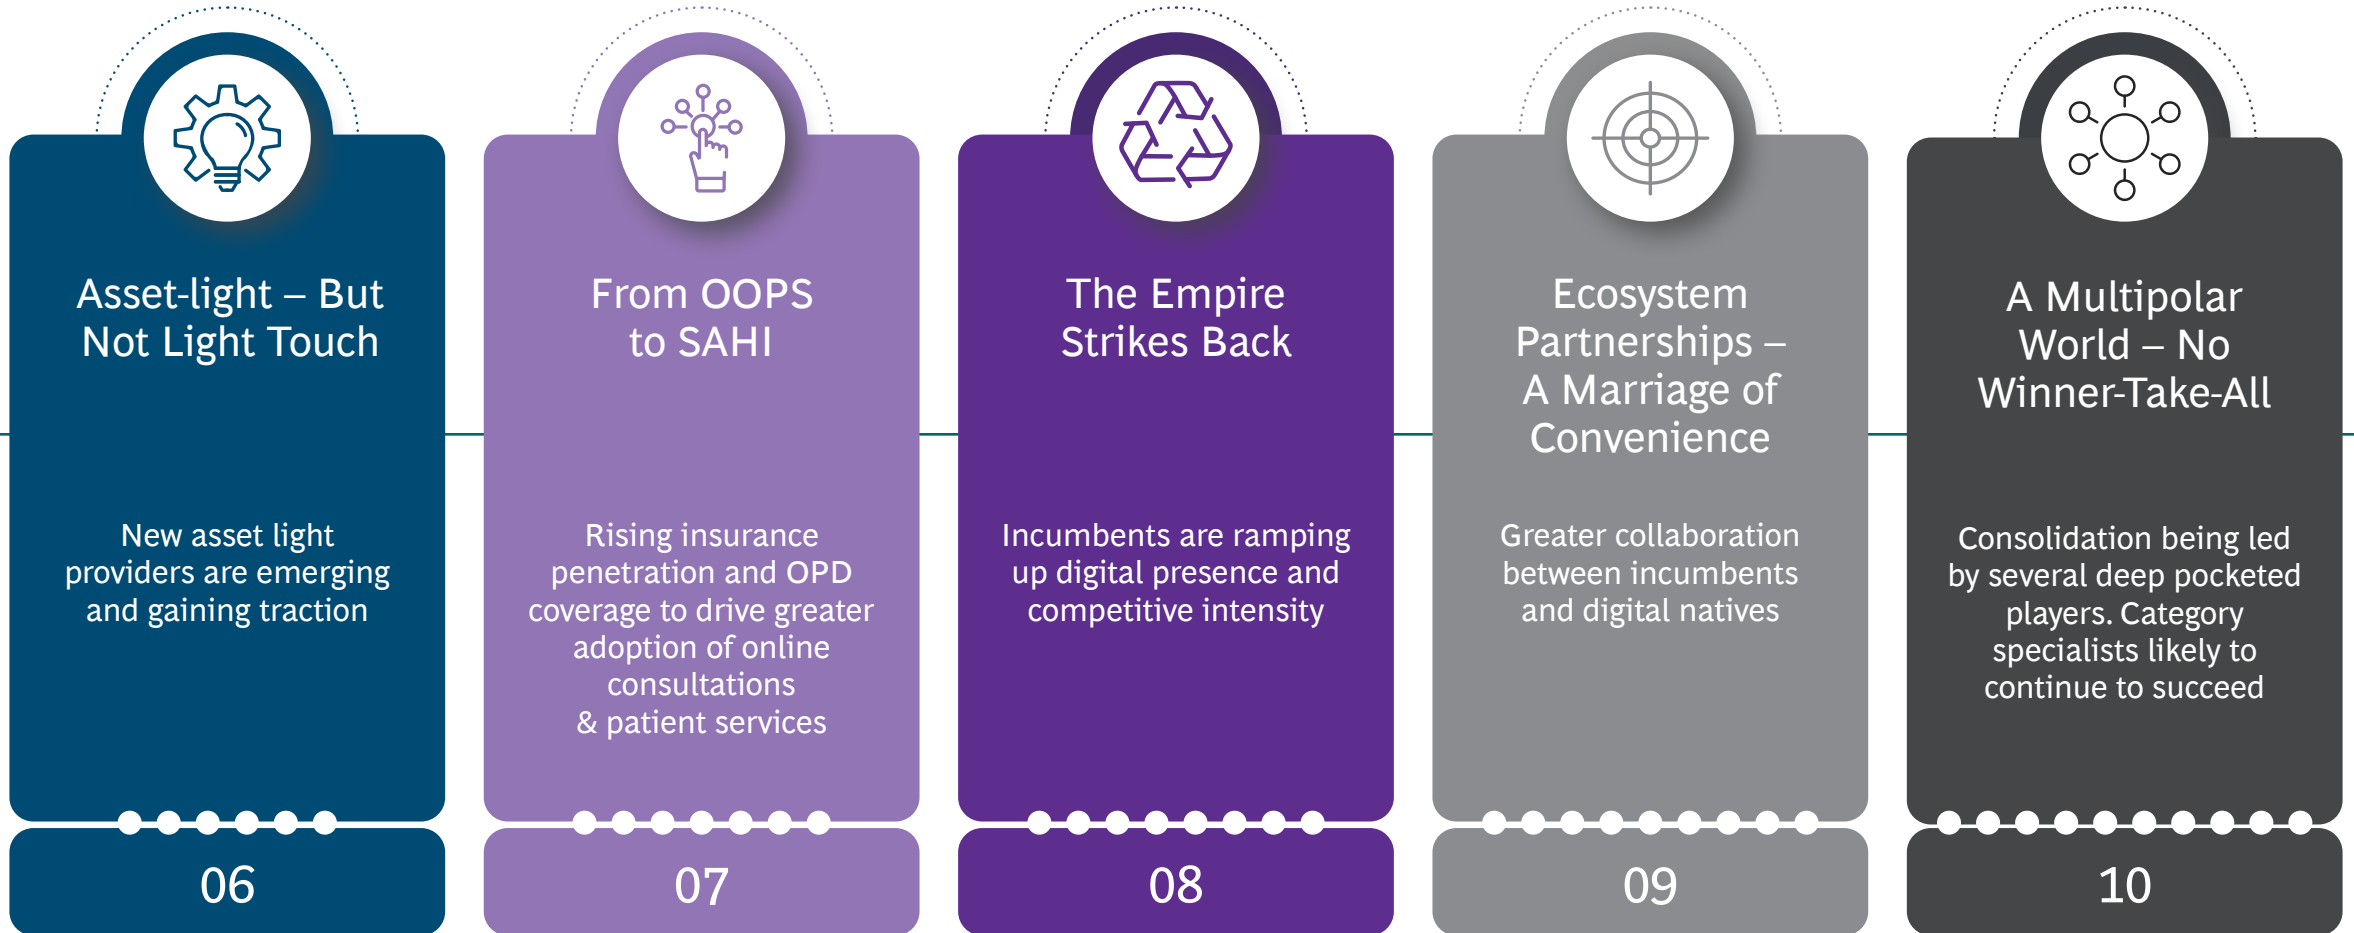 Asset-light – But
Not Light Touch
New asset light
providers are emerging
and gaining traction
06
From OOPS
to SAHI
Rising insurance
penetration and OPD
coverage to drive greater
adoption of online
consultations
& patient services
07
The Empire
Strikes Back
Incumbents are ramping
up digital presence and
competitive intensity
08
Ecosystem
Partnerships –
A Marriage of
Convenience
Greater collaboration
between incumbents
and digital natives
09
A Multipolar
World – No
Winner-Take-All
Consolidation being led
by several deep pocketed
players. Category
specialists likely to
continue to succeed
10